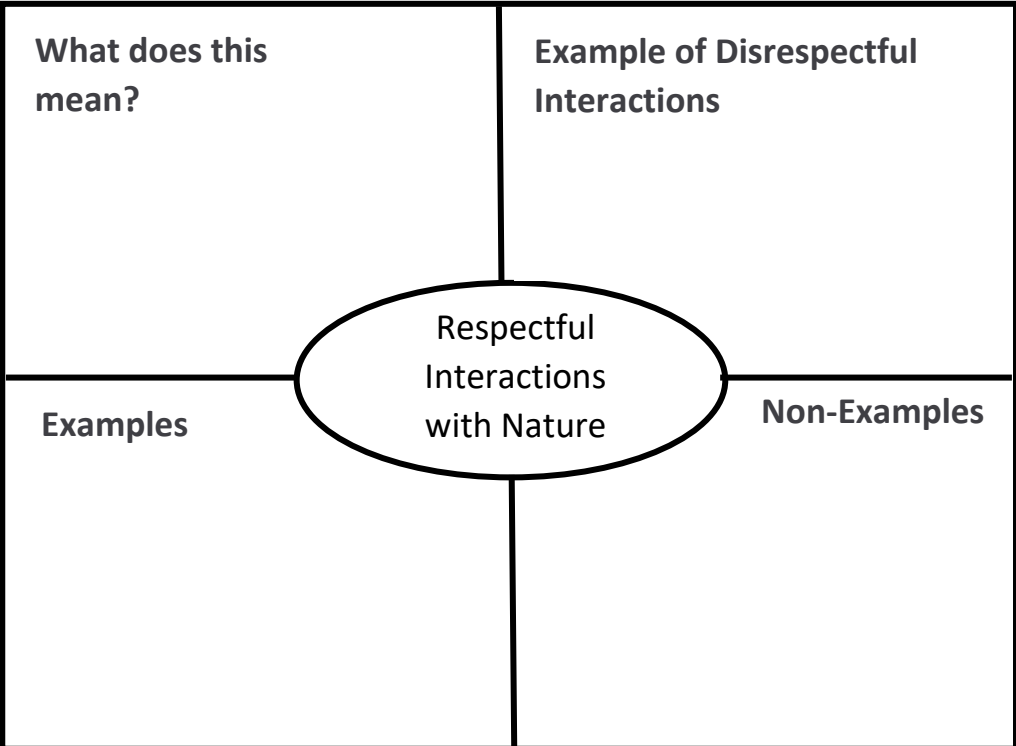 What does this
mean?
Example of Disrespectful
Interactions
Respectful
Interactions
with Nature
Examples
Non-Examples